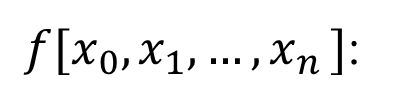 f[x₀, x₁, …, xₙ]: